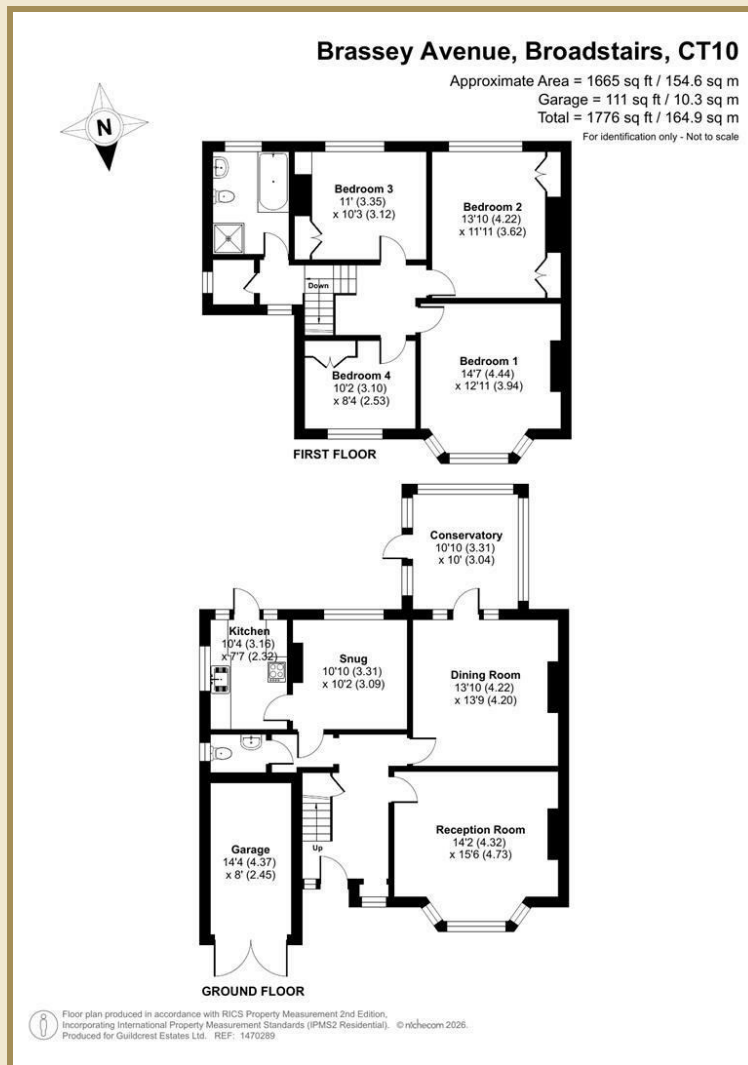 Brassey Avenue, Broadstairs, CT10
Approximate Area = 1665 sq ft / 154.6 sq m
Garage = 111 sq ft / 10.3 sq m
Total = 1776 sq ft / 164.9 sq m
For identification only - Not to scale
N
Bedroom 3
11' (3.35)
x 10'3 (3.12)
Bedroom 2
13'10 (4.22)
x 11'11 (3.62)
Down
Bedroom 1
14'7 (4.44)
x 12'11 (3.94)
Bedroom 4
10'2 (3.10)
x 8'4 (2.53)
FIRST FLOOR
Conservatory
10'10 (3.31)
x 10' (3.04)
Kitchen
10'4 (3.16)
x 7'7 (2.32)
Snug
10'10 (3.31)
x 10'2 (3.09)
Dining Room
13'10 (4.22)
x 13'9 (4.20)
Garage
14'4 (4.37)
x 8' (2.45)
Up
Reception Room
14'2 (4.32)
x 15'6 (4.73)
GROUND FLOOR
Floor plan produced in accordance with RICS Property Measurement 2nd Edition,
Incorporating International Property Measurement Standards (IPMS2 Residential). © nichecom 2026.
Produced for Guildcrest Estates Ltd. REF: 1470289